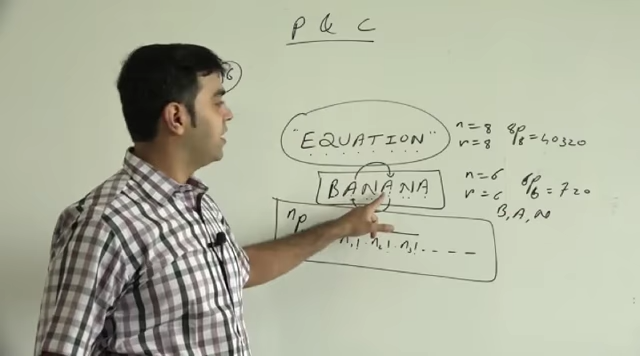 P & C
"EQUATION" n=8 8P8=40320
r=8
BANANA n=6 6P6=720
r=6
B, A, N
nP
n1! · n2! · n3! · - - - -